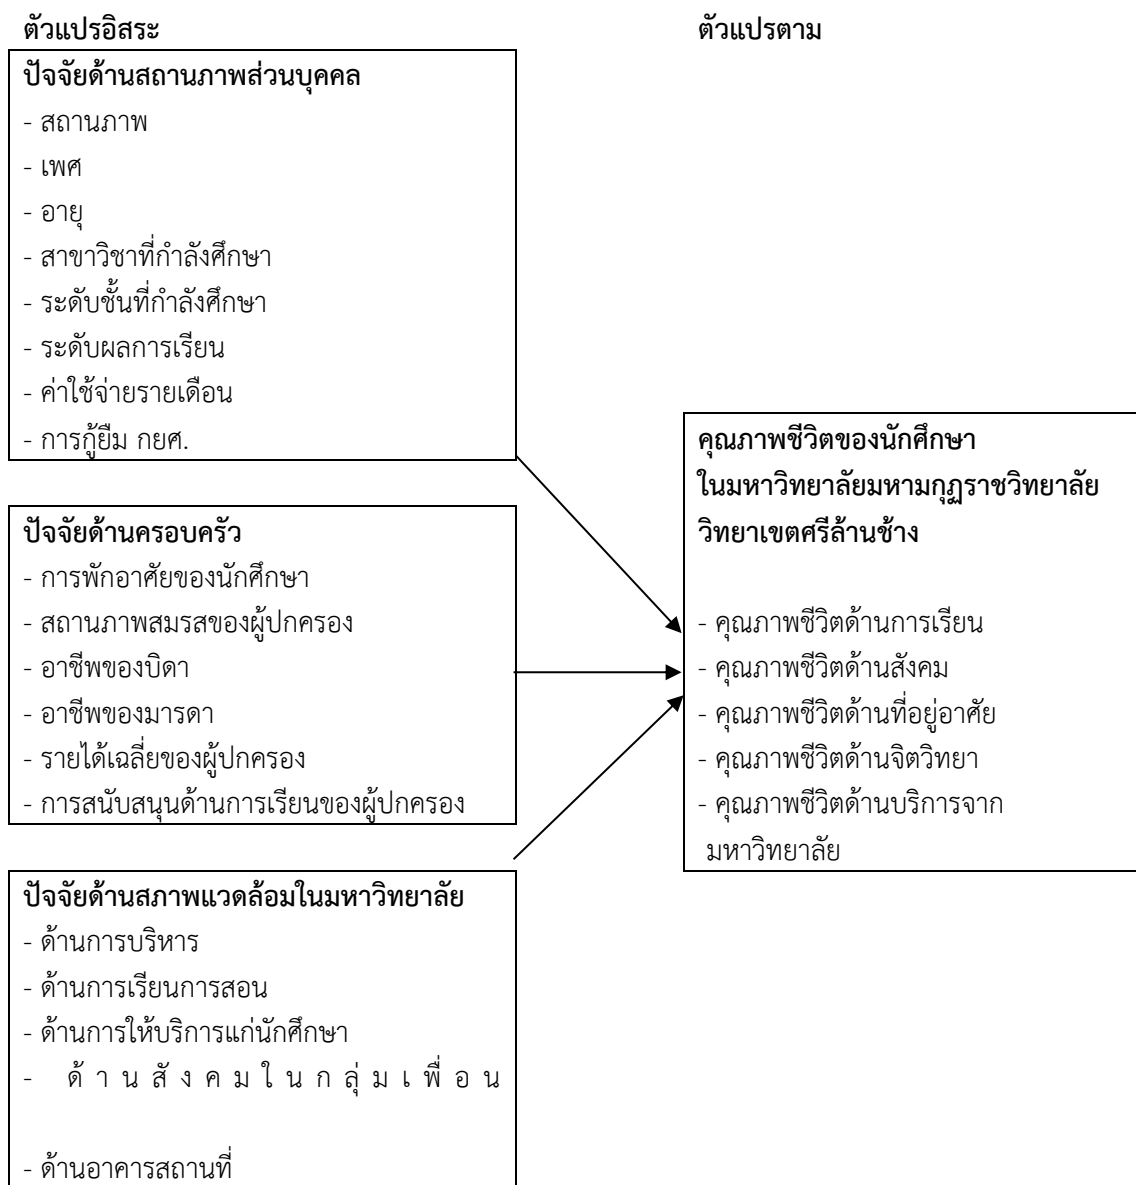 ตัวแปรอิสระ
ตัวแปรตาม
ปัจจัยด้านสถานภาพส่วนบุคคล
- สถานภาพ
- เพศ
- อายุ
- สาขาวิชาที่กำลังศึกษา
- ระดับชั้นที่กำลังศึกษา
- ระดับผลการเรียน
- ค่าใช้จ่ายรายเดือน
- การกู้ยืม กยศ.
ปัจจัยด้านครอบครัว
- การพักอาศัยของนักศึกษา
- สถานภาพสมรสของผู้ปกครอง
- อาชีพของบิดา
- อาชีพของมารดา
- รายได้เฉลี่ยของผู้ปกครอง
- การสนับสนุนด้านการเรียนของผู้ปกครอง
ปัจจัยด้านสภาพแวดล้อมในมหาวิทยาลัย
- ด้านการบริหาร
- ด้านการเรียนการสอน
- ด้านการให้บริการแก่นักศึกษา
- ด้านสังคมในกลุ่มเพื่อน
- ด้านอาคารสถานที่
คุณภาพชีวิตของนักศึกษา
ในมหาวิทยาลัยมหามกุฏราชวิทยาลัย
วิทยาเขตศรีล้านช้าง
- คุณภาพชีวิตด้านการเรียน
- คุณภาพชีวิตด้านสังคม
- คุณภาพชีวิตด้านที่อยู่อาศัย
- คุณภาพชีวิตด้านจิตวิทยา
- คุณภาพชีวิตด้านบริการจาก
มหาวิทยาลัย